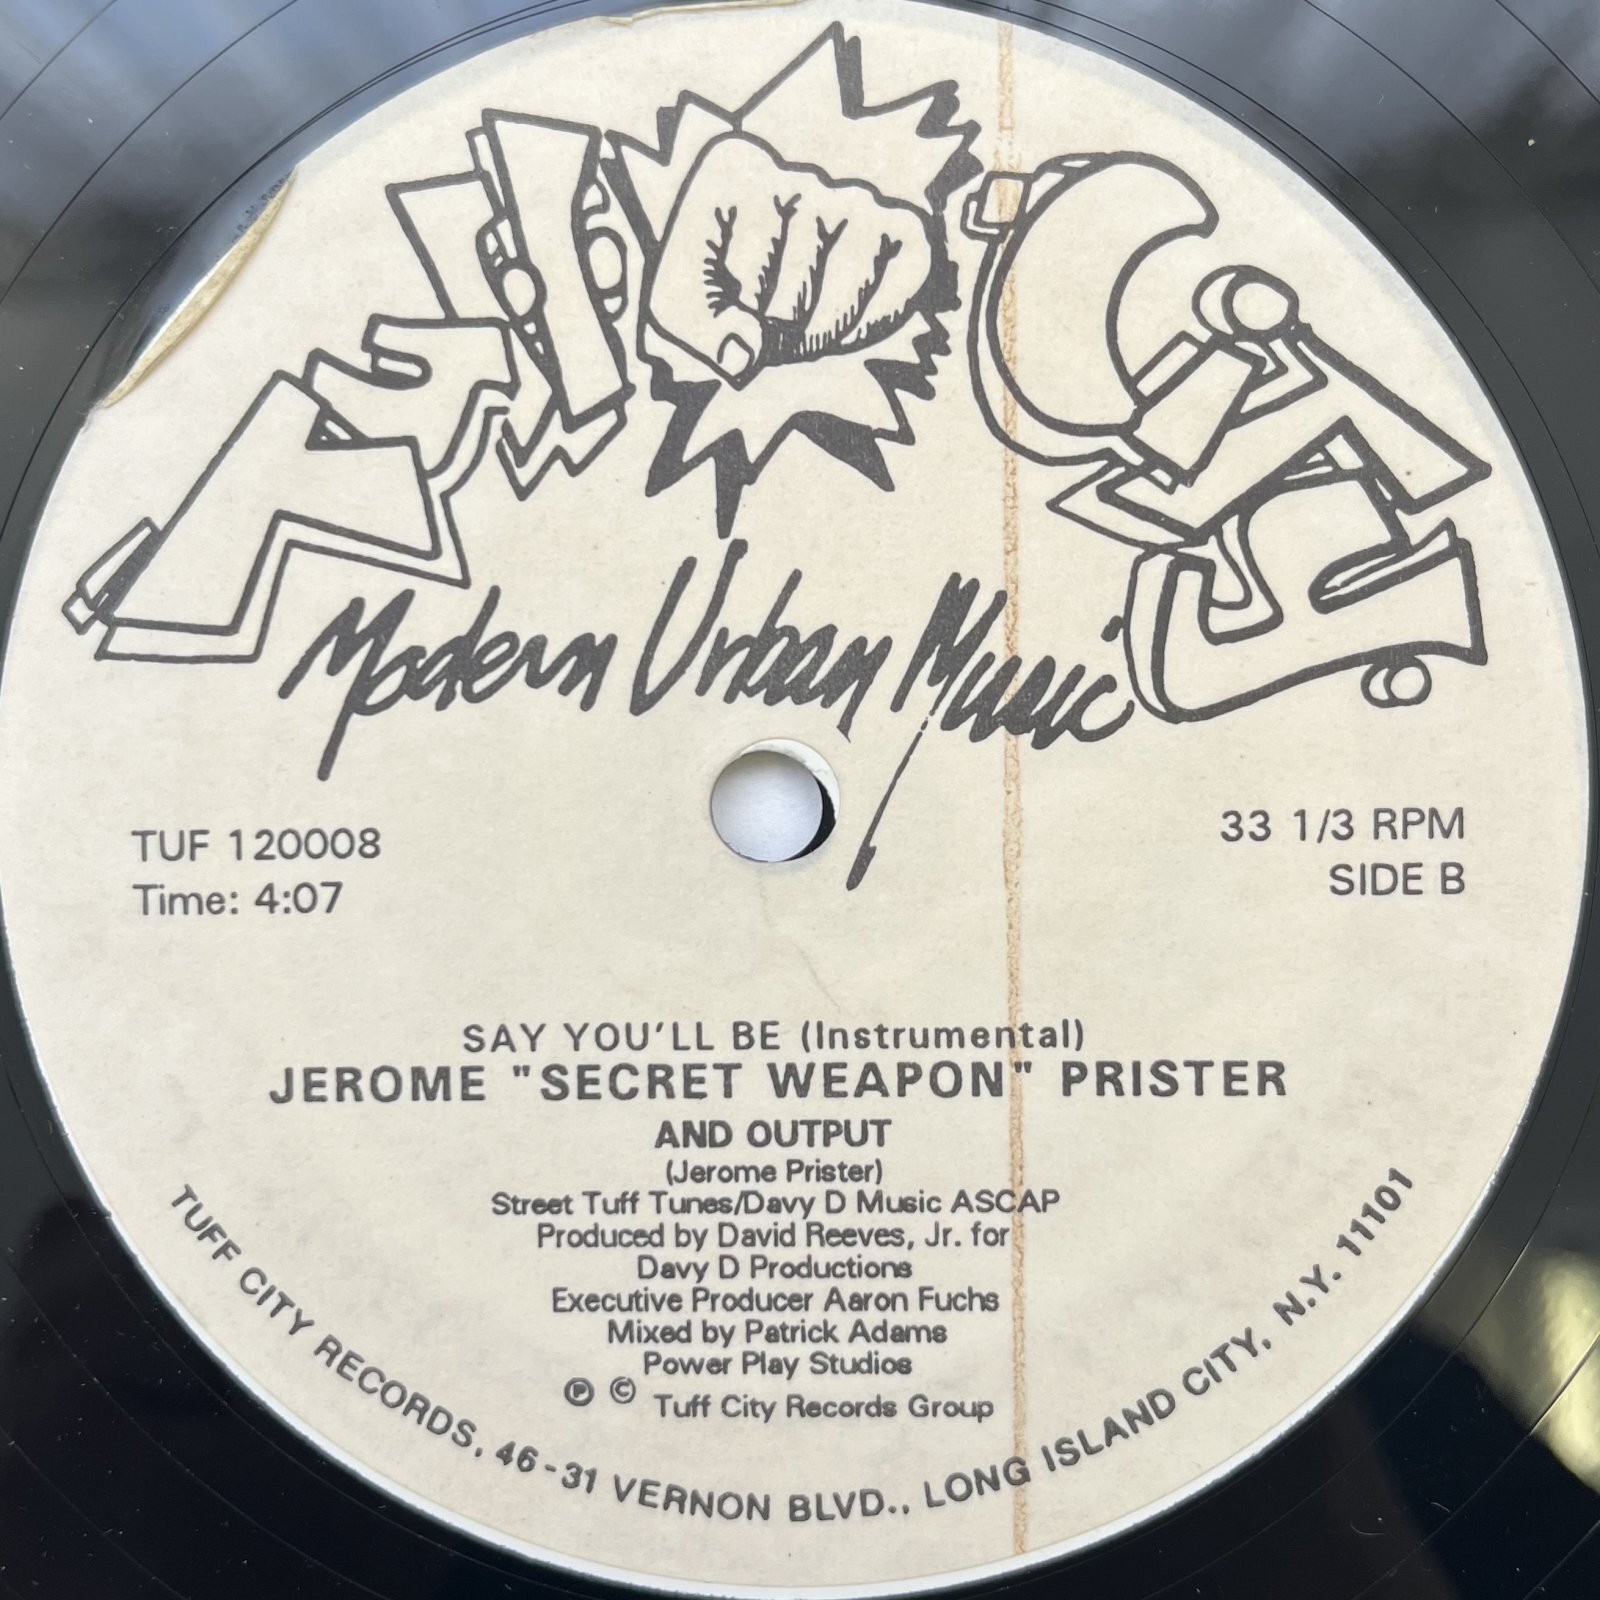 TUFF CITY
Modern Urban Music
TUF 120008
Time: 4:07
33 1/3 RPM
SIDE B
SAY YOU'LL BE (Instrumental)
JEROME "SECRET WEAPON" PRISTER
AND OUTPUT
(Jerome Prister)
Street Tuff Tunes/Davy D Music ASCAP
Produced by David Reeves, Jr. for
Davy D Productions
Executive Producer Aaron Fuchs
Mixed by Patrick Adams
Power Play Studios
℗ © Tuff City Records Group
TUFF CITY RECORDS, 46-31 VERNON BLVD., LONG ISLAND CITY, N.Y. 11101